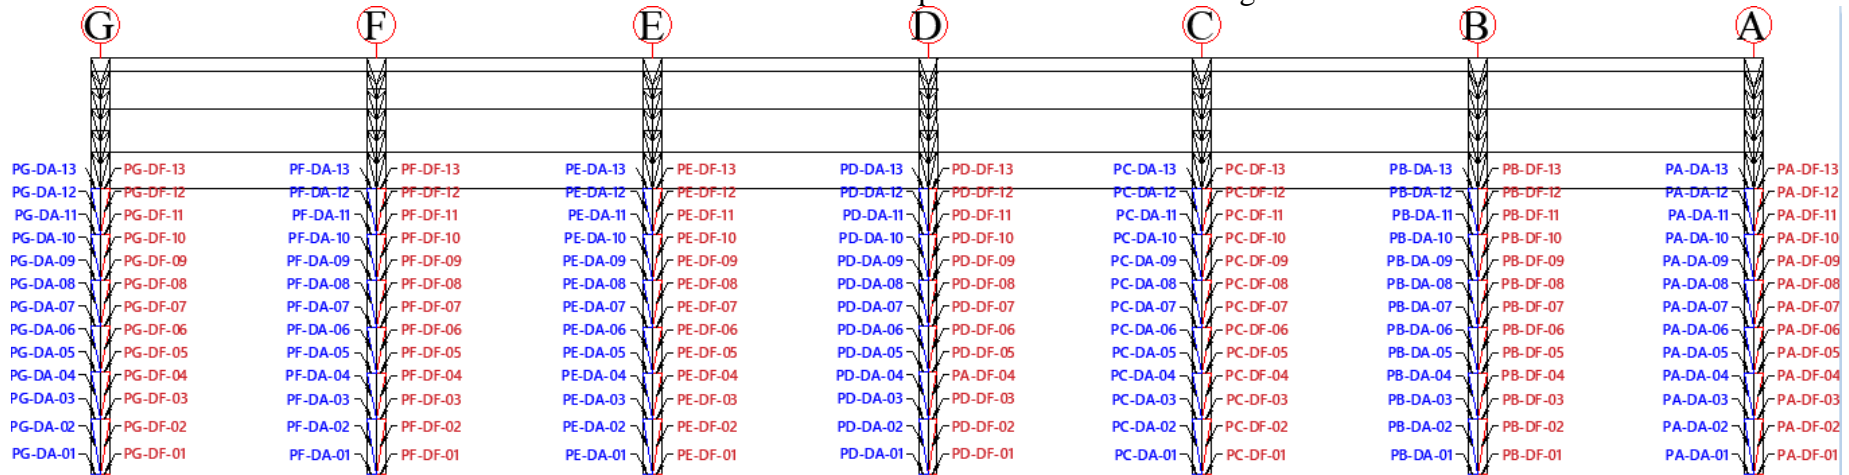 G F E D C B A
PG-DA-13 PG-DF-13 PF-DA-13 PF-DF-13 PE-DA-13 PE-DF-13 PD-DA-13 PD-DF-13 PC-DA-13 PC-DF-13 PB-DA-13 PB-DF-13 PA-DA-13 PA-DF-13
PG-DA-12 PG-DF-12 PF-DA-12 PF-DF-12 PE-DA-12 PE-DF-12 PD-DA-12 PD-DF-12 PC-DA-12 PC-DF-12 PB-DA-12 PB-DF-12 PA-DA-12 PA-DF-12
PG-DA-11 PG-DF-11 PF-DA-11 PF-DF-11 PE-DA-11 PE-DF-11 PD-DA-11 PD-DF-11 PC-DA-11 PC-DF-11 PB-DA-11 PB-DF-11 PA-DA-11 PA-DF-11
PG-DA-10 PG-DF-10 PF-DA-10 PF-DF-10 PE-DA-10 PE-DF-10 PD-DA-10 PD-DF-10 PC-DA-10 PC-DF-10 PB-DA-10 PB-DF-10 PA-DA-10 PA-DF-10
PG-DA-09 PG-DF-09 PF-DA-09 PF-DF-09 PE-DA-09 PE-DF-09 PD-DA-09 PD-DF-09 PC-DA-09 PC-DF-09 PB-DA-09 PB-DF-09 PA-DA-09 PA-DF-09
PG-DA-08 PG-DF-08 PF-DA-08 PF-DF-08 PE-DA-08 PE-DF-08 PD-DA-08 PD-DF-08 PC-DA-08 PC-DF-08 PB-DA-08 PB-DF-08 PA-DA-08 PA-DF-08
PG-DA-07 PG-DF-07 PF-DA-07 PF-DF-07 PE-DA-07 PE-DF-07 PD-DA-07 PD-DF-07 PC-DA-07 PC-DF-07 PB-DA-07 PB-DF-07 PA-DA-07 PA-DF-07
PG-DA-06 PG-DF-06 PF-DA-06 PF-DF-06 PE-DA-06 PE-DF-06 PD-DA-06 PD-DF-06 PC-DA-06 PC-DF-06 PB-DA-06 PB-DF-06 PA-DA-06 PA-DF-06
PG-DA-05 PG-DF-05 PF-DA-05 PF-DF-05 PE-DA-05 PE-DF-05 PD-DA-05 PD-DF-05 PC-DA-05 PC-DF-05 PB-DA-05 PB-DF-05 PA-DA-05 PA-DF-05
PG-DA-04 PG-DF-04 PF-DA-04 PF-DF-04 PE-DA-04 PE-DF-04 PD-DA-04 PA-DF-04 PC-DA-04 PC-DF-04 PB-DA-04 PB-DF-04 PA-DA-04 PA-DF-04
PG-DA-03 PG-DF-03 PF-DA-03 PF-DF-03 PE-DA-03 PE-DF-03 PD-DA-03 PD-DF-03 PC-DA-03 PC-DF-03 PB-DA-03 PB-DF-03 PA-DA-03 PA-DF-03
PG-DA-02 PG-DF-02 PF-DA-02 PF-DF-02 PE-DA-02 PE-DF-02 PD-DA-02 PD-DF-02 PC-DA-02 PC-DF-02 PB-DA-02 PB-DF-02 PA-DA-02 PA-DF-02
PG-DA-01 PG-DF-01 PF-DA-01 PF-DF-01 PE-DA-01 PE-DF-01 PD-DA-01 PD-DF-01 PC-DA-01 PC-DF-01 PB-DA-01 PB-DF-01 PA-DA-01 PA-DF-01